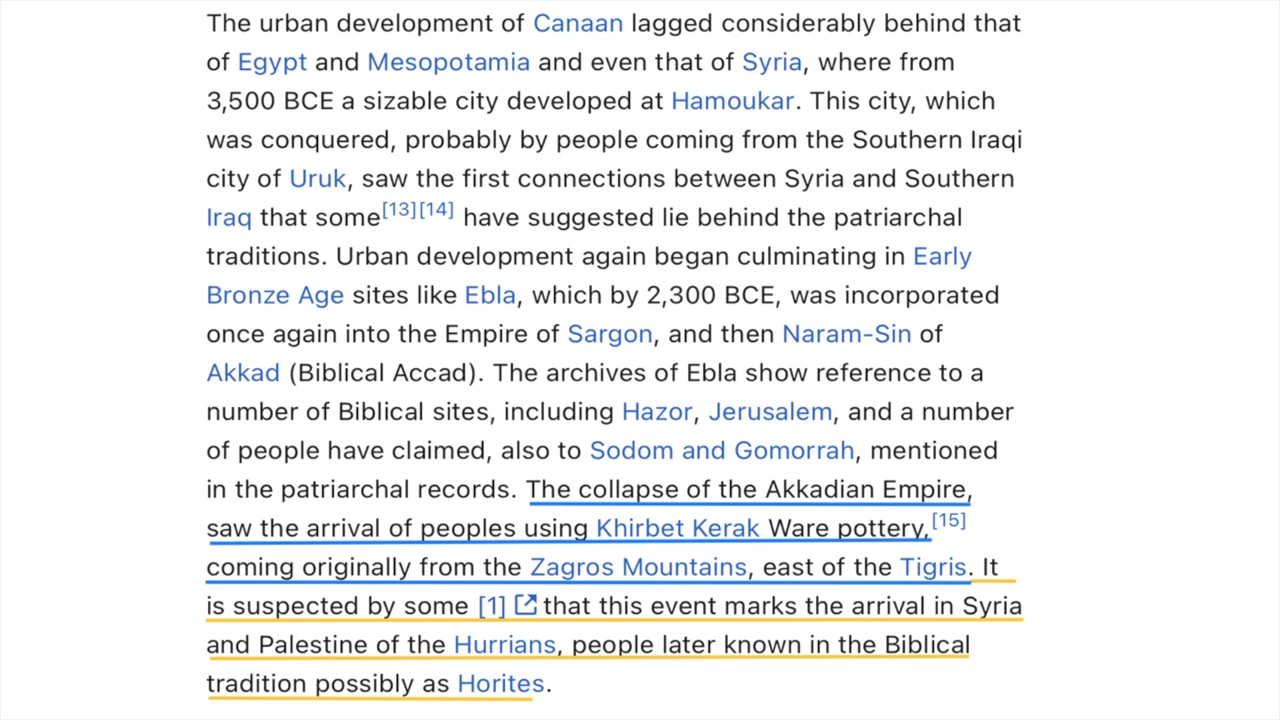 The urban development of Canaan lagged considerably behind that
of Egypt and Mesopotamia and even that of Syria, where from
3,500 BCE a sizable city developed at Hamoukar. This city, which
was conquered, probably by people coming from the Southern Iraqi
city of Uruk, saw the first connections between Syria and Southern
Iraq that some[13][14] have suggested lie behind the patriarchal
traditions. Urban development again began culminating in Early
Bronze Age sites like Ebla, which by 2,300 BCE, was incorporated
once again into the Empire of Sargon, and then Naram-Sin of
Akkad (Biblical Accad). The archives of Ebla show reference to a
number of Biblical sites, including Hazor, Jerusalem, and a number
of people have claimed, also to Sodom and Gomorrah, mentioned
in the patriarchal records. The collapse of the Akkadian Empire,
saw the arrival of peoples using Khirbet Kerak Ware pottery,[15]
coming originally from the Zagros Mountains, east of the Tigris. It
is suspected by some [1] that this event marks the arrival in Syria
and Palestine of the Hurrians, people later known in the Biblical
tradition possibly as Horites.